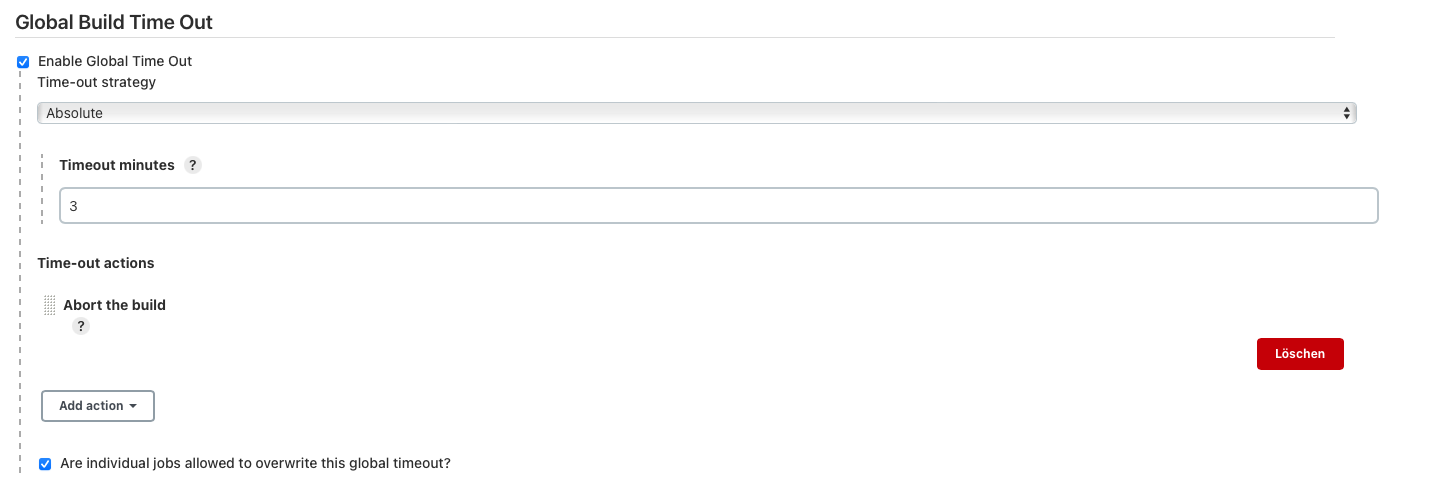 Global Build Time Out
Enable Global Time Out
Time-out strategy
Absolute
Timeout minutes ?
3
Time-out actions
Abort the build
?
Löschen
Add action
Are individual jobs allowed to overwrite this global timeout?